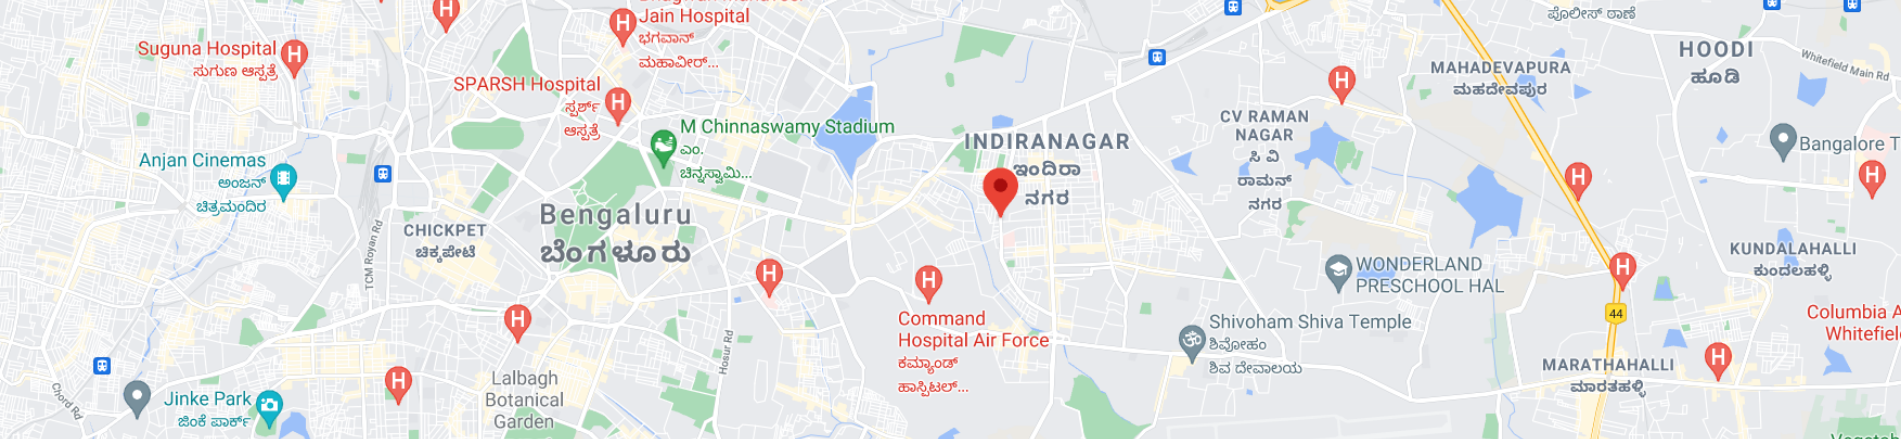 Jain Hospital
ಭಗವಾನ್
ಮಹಾವೀರ್...
Suguna Hospital
ಸುಗುಣ ಆಸ್ಪತ್ರೆ
SPARSH Hospital
ಸ್ಪರ್ಶ್
ಆಸ್ಪತ್ರೆ
M Chinnaswamy Stadium
ಎಂ.
ಚಿನ್ನಸ್ವಾಮಿ...
Anjan Cinemas
ಅಂಜನ್
ಚಿತ್ರಮಂದಿರ
CHICKPET
ಚಿಕ್ಕಪೇಟೆ
TCM Royan Rd
Bengaluru
ಬೆಂಗಳೂರು
INDIRANAGAR
ಇಂದಿರಾ
ನಗರ
CV RAMAN
NAGAR
ಸಿ ವಿ
ರಾಮನ್
ನಗರ
ಪೊಲೀಸ್ ಠಾಣೆ
MAHADEVAPURA
ಮಹದೇವಪುರ
HOODI
ಹೂಡಿ
Whitefield Main Rd
Bangalore T
KUNDALAHALLI
ಕುಂದಲಹಳ್ಳಿ
WONDERLAND
PRESCHOOL HAL
Command
Hospital Air Force
ಕಮ್ಯಾಂಡ್
ಹಾಸ್ಪಿಟಲ್...
Shivoham Shiva Temple
ಶಿವೋಹಂ
ಶಿವ ದೇವಾಲಯ
44
Columbia A
Whitefiel
MARATHAHALLI
ಮಾರತಹಳ್ಳಿ
Hosur Rd
Lalbagh
Botanical
Garden
Chord Rd
Jinke Park
ಜಿಂಕೆ ಪಾರ್ಕ್